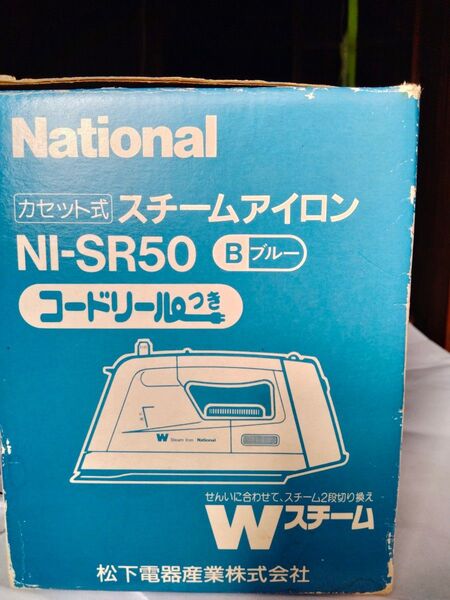 National
カセット式 スチームアイロン
NI-SR50 B ブルー
コードリールつき
W Steam Iron National
せんいに合わせて、スチーム2段切り換え
Wスチーム
松下電器産業株式会社